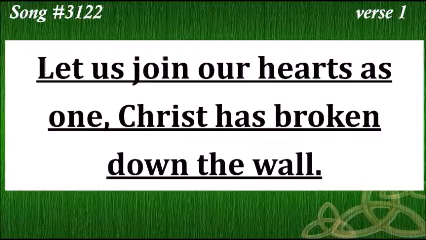 Song #3122 verse 1
Let us join our hearts as
one, Christ has broken
down the wall.